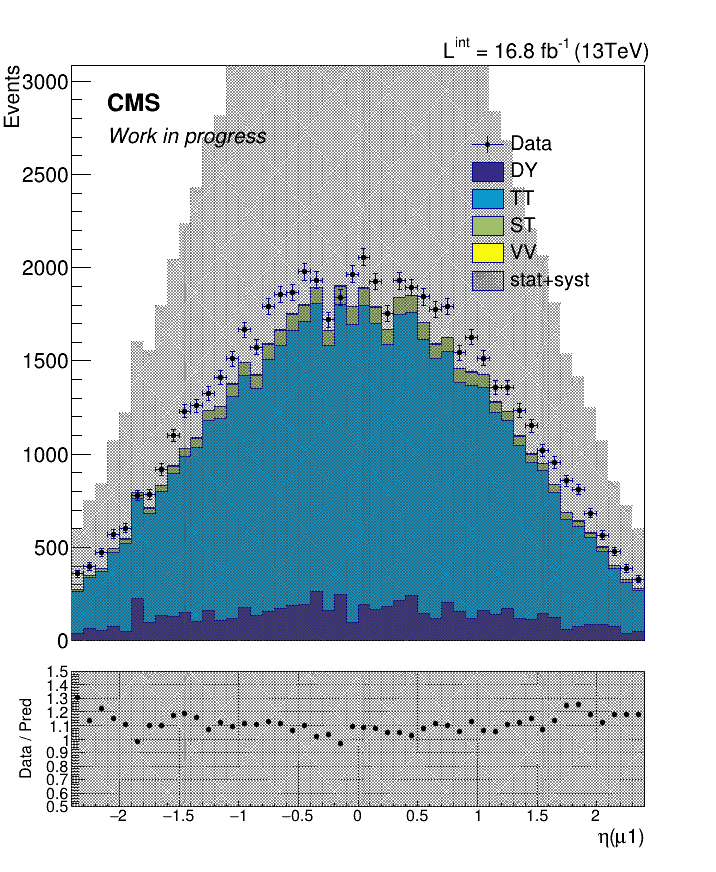 L^int = 16.8 fb^-1 (13TeV)
Events
3000
2500
2000
1500
1000
500
0
CMS
Work in progress
Data
DY
TT
ST
VV
stat+syst
Data / Pred
1.5
1.4
1.3
1.2
1.1
1
0.9
0.8
0.7
0.6
0.5
−2 −1.5 −1 −0.5 0 0.5 1 1.5 2
η(μ1)